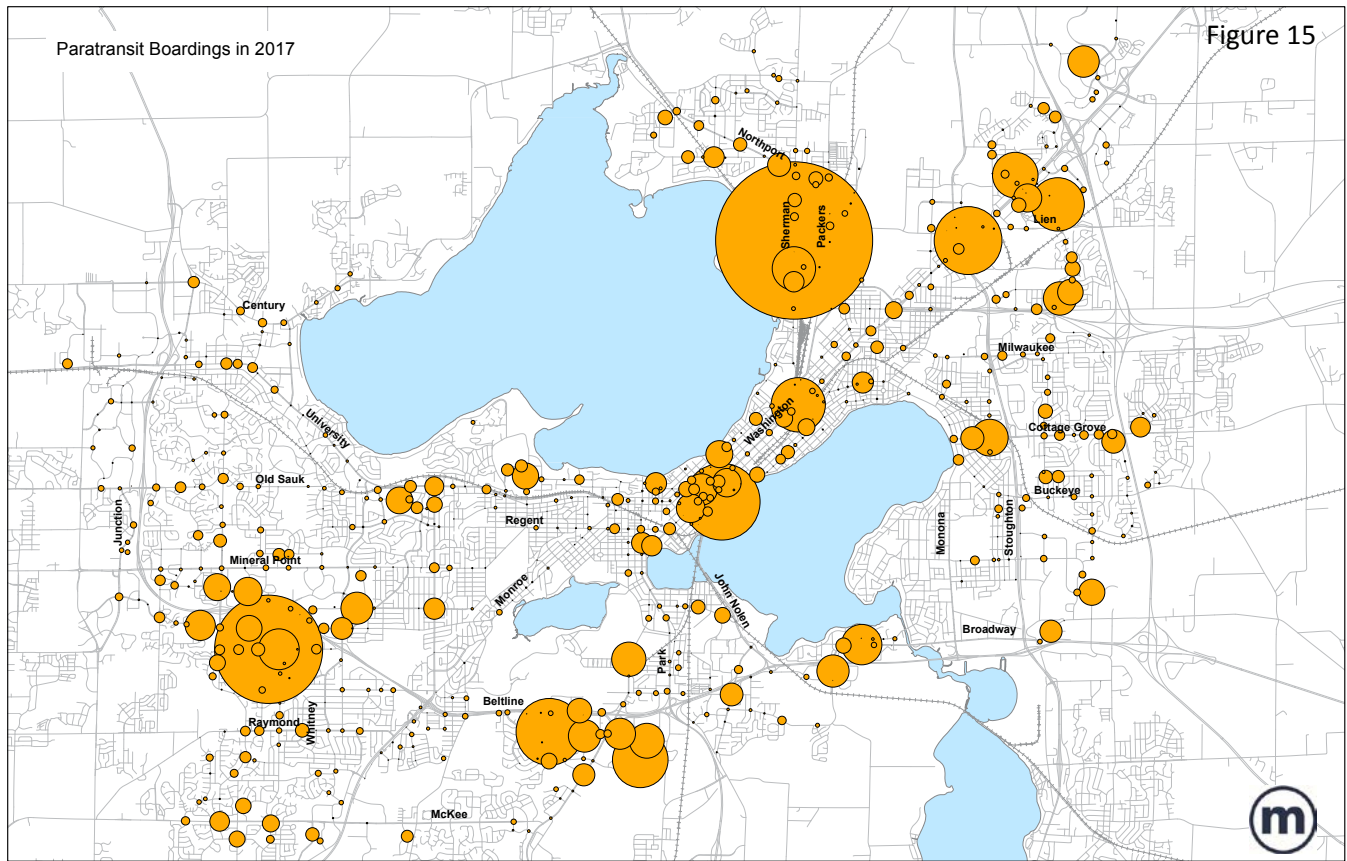 Figure 15
Paratransit Boardings in 2017
Northport
Sherman
Packers
Lien
Century
Milwaukee
University
Washington
Cottage Grove
Old Sauk
Buckeye
Regent
Junction
Monona
Stoughton
Mineral Point
Monroe
John Nolen
Broadway
Park
Beltline
Raymond
Whitney
McKee
m